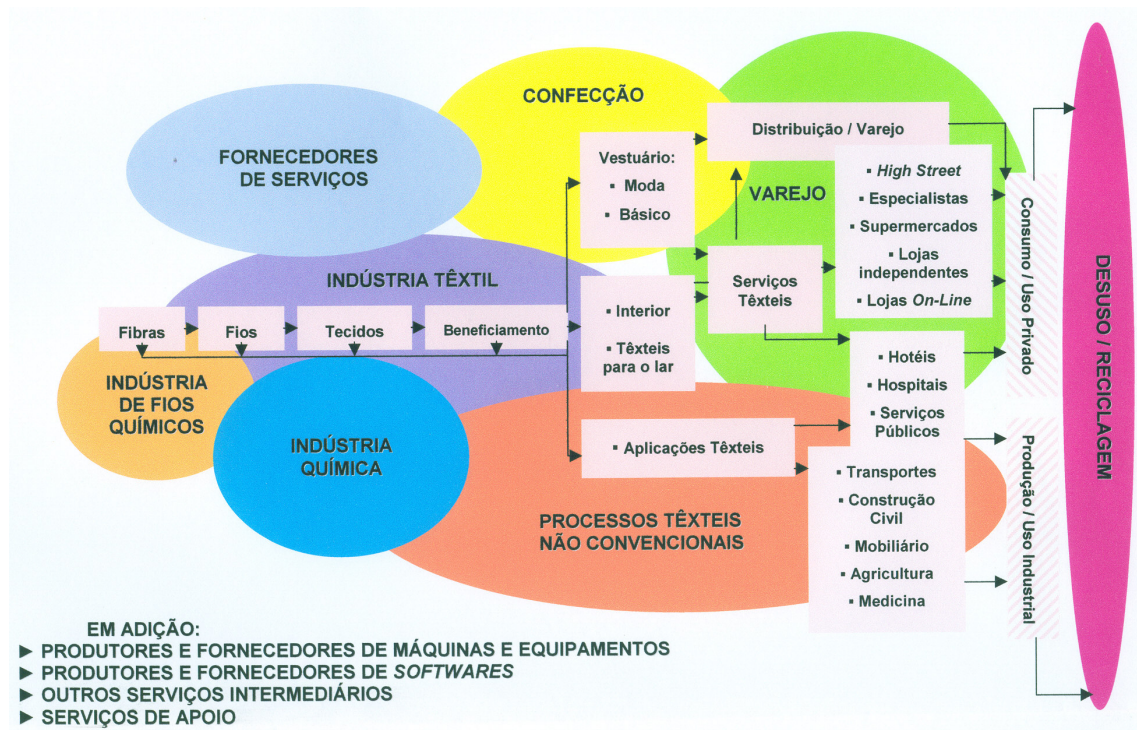 CONFECÇÃO
FORNECEDORES
DE SERVIÇOS
Distribuição / Varejo
Vestuário:
▪ Moda
▪ Básico
VAREJO
▪ High Street
▪ Especialistas
▪ Supermercados
▪ Lojas
independentes
▪ Lojas On-Line
INDÚSTRIA TÊXTIL
Serviços
Têxteis
Fibras
Fios
Tecidos
Beneficiamento
▪ Interior
▪ Têxteis
para o lar
▪ Hotéis
▪ Hospitais
▪ Serviços
Públicos
INDÚSTRIA
DE FIOS
QUÍMICOS
INDÚSTRIA
QUÍMICA
▪ Aplicações Têxteis
▪ Transportes
▪ Construção
Civil
▪ Mobiliário
▪ Agricultura
▪ Medicina
PROCESSOS TÊXTEIS
NÃO CONVENCIONAIS
Consumo / Uso Privado
Produção / Uso Industrial
DESUSO / RECICLAGEM
EM ADIÇÃO:
► PRODUTORES E FORNECEDORES DE MÁQUINAS E EQUIPAMENTOS
► PRODUTORES E FORNECEDORES DE SOFTWARES
► OUTROS SERVIÇOS INTERMEDIÁRIOS
► SERVIÇOS DE APOIO